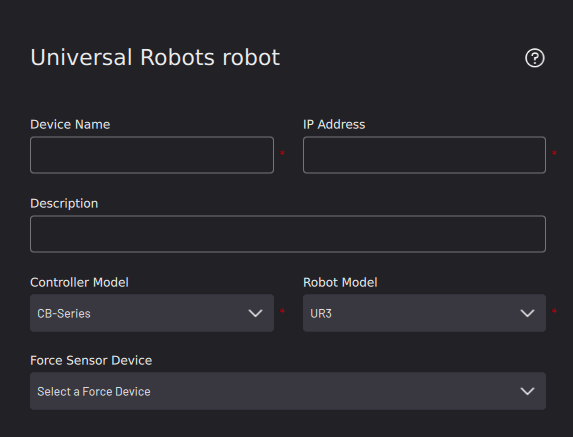 Universal Robots robot
Device Name
IP Address
*
*
Description
Controller Model
Robot Model
CB-Series
*
UR3
*
Force Sensor Device
Select a Force Device